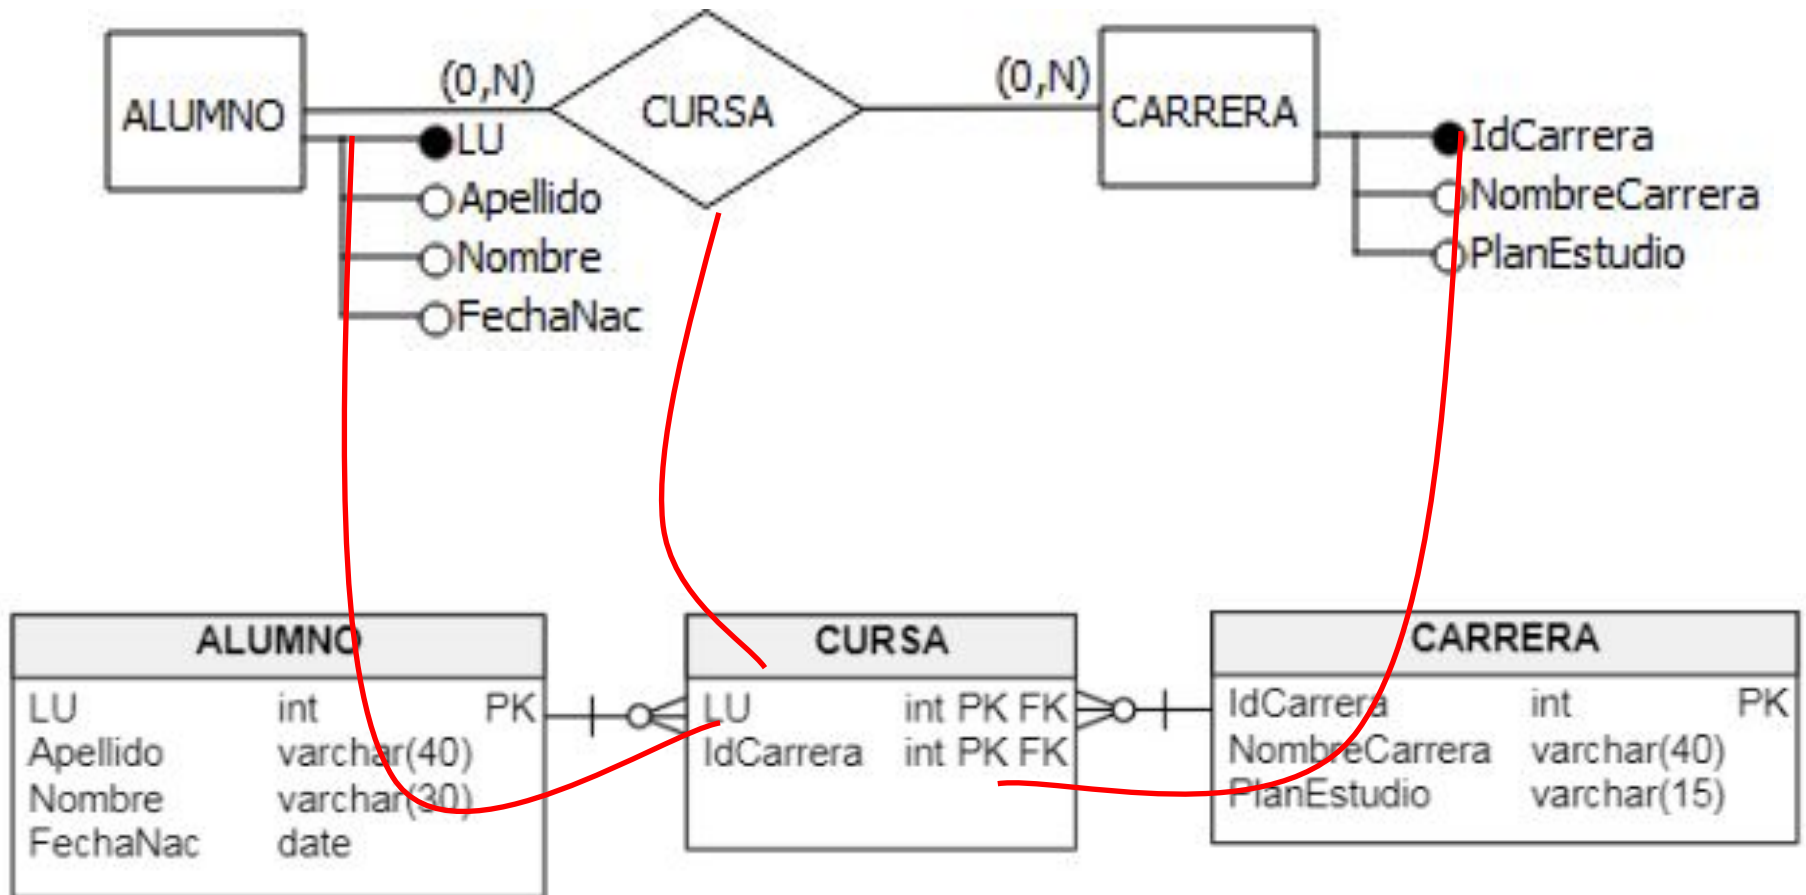 (0,N) (0,N)
ALUMNO CURSA CARRERA
LU IdCarrera
Apellido NombreCarrera
Nombre PlanEstudio
FechaNac
ALUMNO
LU int PK
Apellido varchar(40)
Nombre varchar(30)
FechaNac date
CURSA
LU int PK FK
IdCarrera int PK FK
CARRERA
IdCarrera int PK
NombreCarrera varchar(40)
PlanEstudio varchar(15)